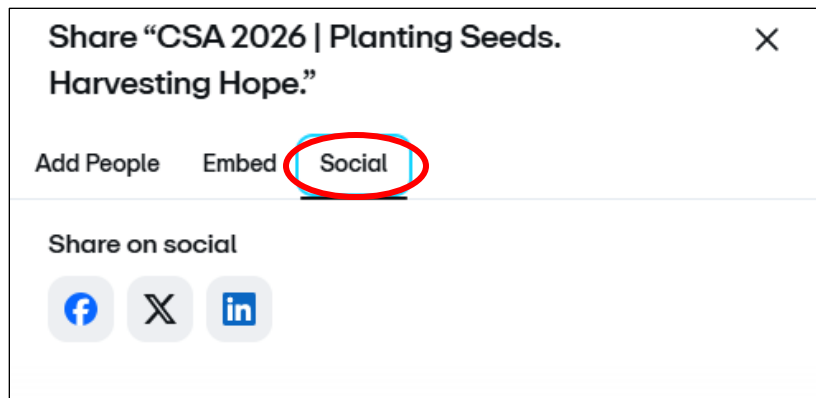 Share “CSA 2026 | Planting Seeds.
Harvesting Hope.”
Add People Embed Social
Share on social